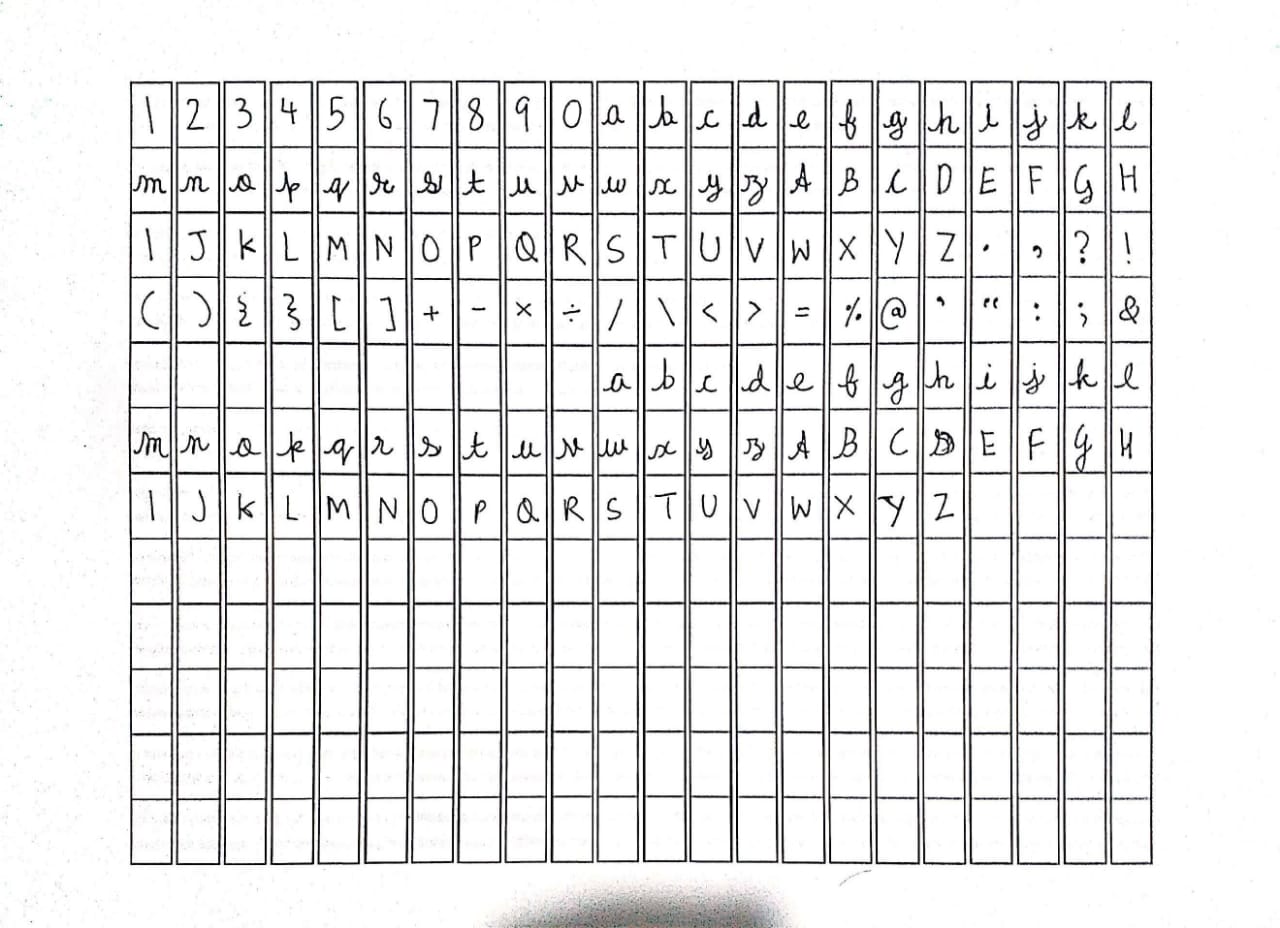 1 2 3 4 5 6 7 8 9 0 a b c d e f g h i j k l
m n o p q r s t u v w x y z A B C D E F G H
I J K L M N O P Q R S T U V W X Y Z . , ? !
( ) { } [ ] + - × ÷ / \ < > = % @ ' “ : ; &
a b c d e f g h i j k l
m n o p q r s t u v w x y z A B C D E F G H
I J K L M N O P Q R S T U V W X Y Z